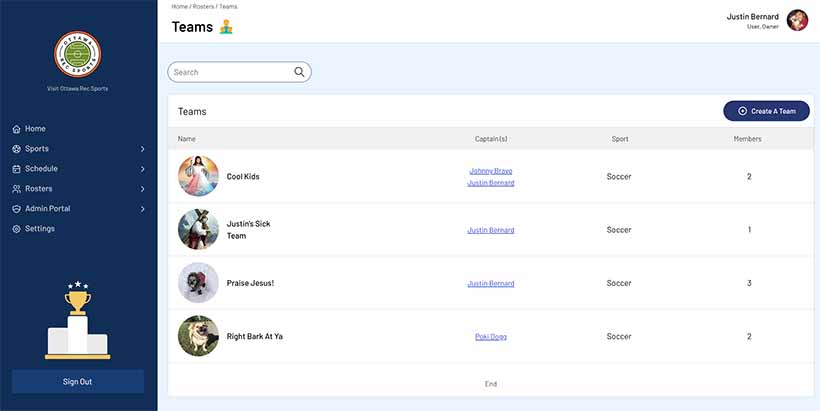 OTTAWA
REC SPORTS
Visit Ottawa Rec Sports
Home
Sports
Schedule
Rosters
Admin Portal
Settings
Sign Out
Home / Rosters / Teams
Teams
Justin Bernard
User, Owner
Search
Teams
Create A Team
Name Captain(s) Sport Members
Cool Kids Johnny Bravo Soccer 2
Justin Bernard
Justin's Sick Justin Bernard Soccer 1
Team
Praise Jesus! Justin Bernard Soccer 3
Right Bark At Ya Poki Dogg Soccer 2
End